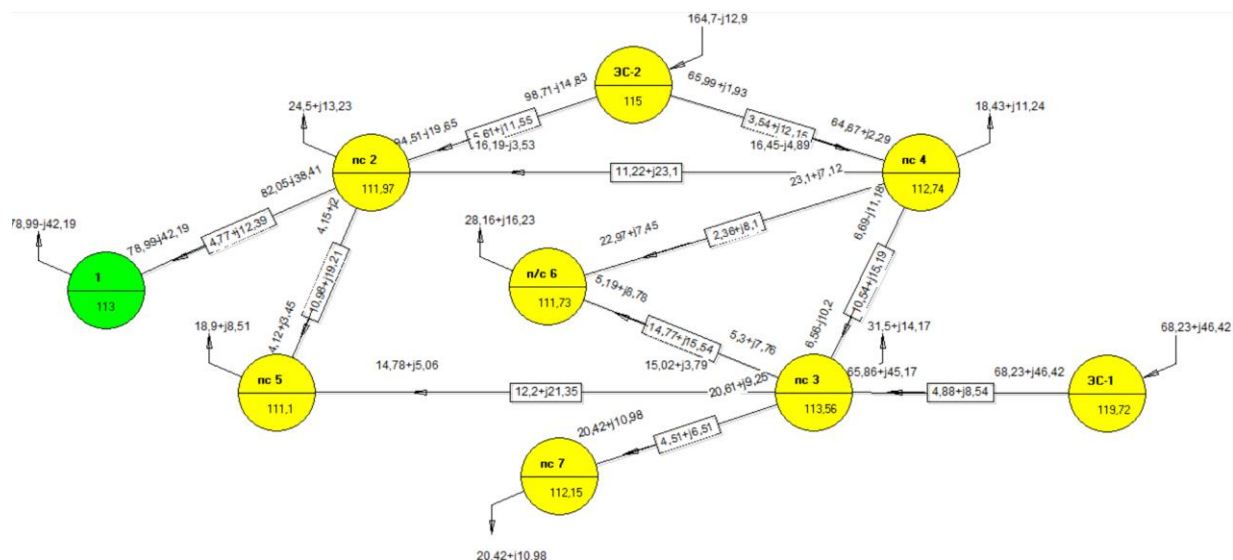 164,7-j12,9
ЭС-2
115
98,71-j14,83
65,99+j1,93
24,5+j13,23
94,51-j19,65
5,61+j11,55
3,54+j12,15
64,67+j2,29
18,43+j11,24
16,19-j3,53
16,45-j4,89
пс 2
111,97
11,22+j23,1
пс 4
112,74
82,05-j38,41
23,1+j7,12
4,15+j2
6,69-j11,18
78,99-j42,19
78,99-j42,19
4,77+j12,39
28,16+j16,23
22,97+j7,45
2,36+j8,1
1
113
10,98+j19,21
п/с 6
111,73
5,19+j8,78
10,54+j15,19
18,9+j8,51
4,12+j3,45
14,77+j15,54
5,3+j7,76
6,58-j10,2
31,5+j14,17
68,23+j46,42
14,78+j5,06
15,02+j3,79
65,86+j45,17
68,23+j46,42
пс 5
111,1
12,2+j21,35
20,61+j9,25
пс 3
113,56
4,88+j8,54
ЭС-1
119,72
20,42+j10,98
4,51+j6,51
пс 7
112,15
20,42+j10,98